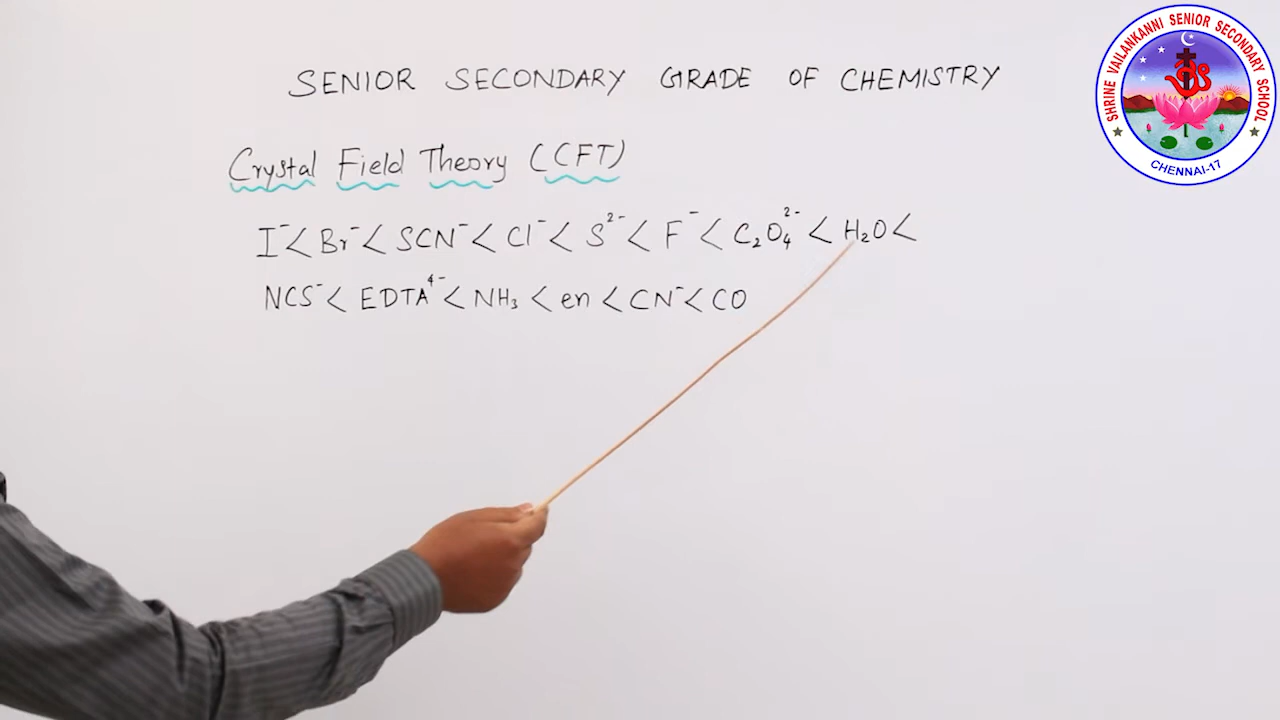 SENIOR SECONDARY GRADE OF CHEMISTRY
Crystal Field Theory (CFT)
I⁻ < Br⁻ < SCN⁻ < Cl⁻ < S²⁻ < F⁻ < C₂O₄²⁻ < H₂O <
NCS⁻ < EDTA⁴⁻ < NH₃ < en < CN⁻ < CO
SHRINE VAILANKANNI SENIOR SECONDARY SCHOOL
CHENNAI-17